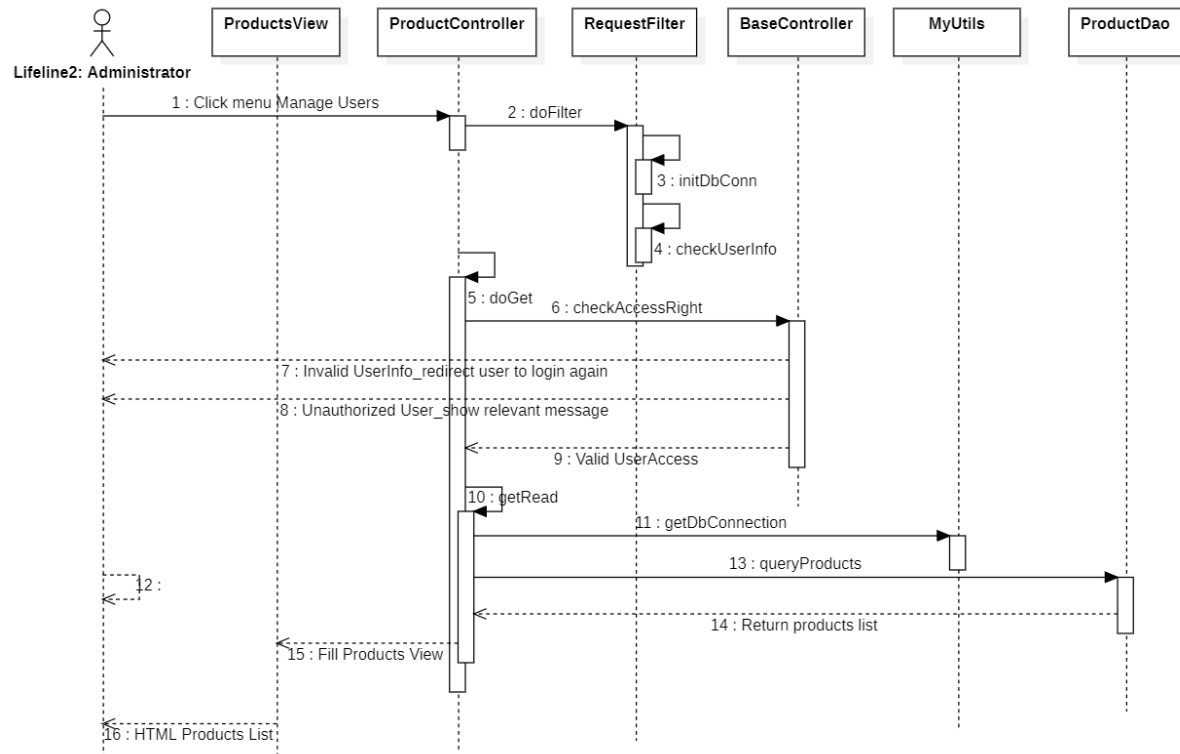 ProductsView
ProductController
RequestFilter
BaseController
MyUtils
ProductDao
Lifeline2: Administrator
1 : Click menu Manage Users
2 : doFilter
3 : initDbConn
4 : checkUserInfo
5 : doGet
6 : checkAccessRight
7 : Invalid UserInfo_redirect user to login again
8 : Unauthorized User_show relevant message
9 : Valid UserAccess
10 : getRead
11 : getDbConnection
12 :
13 : queryProducts
14 : Return products list
15 : Fill Products View
16 : HTML Products List